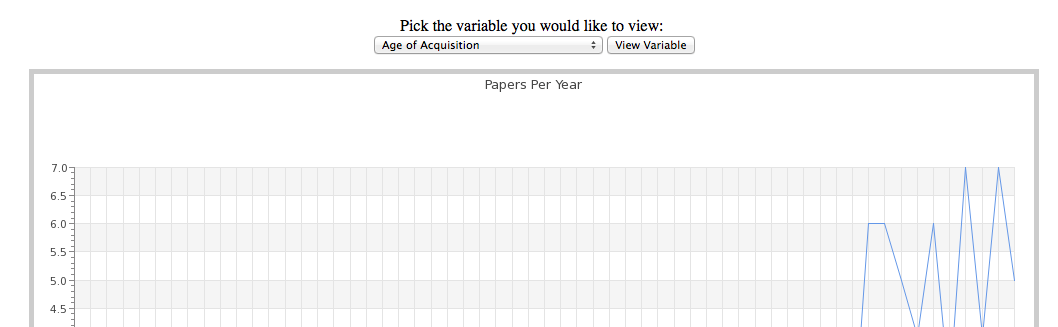 Pick the variable you would like to view:
Age of Acquisition View Variable
Papers Per Year
7.0
6.5
6.0
5.5
5.0
4.5